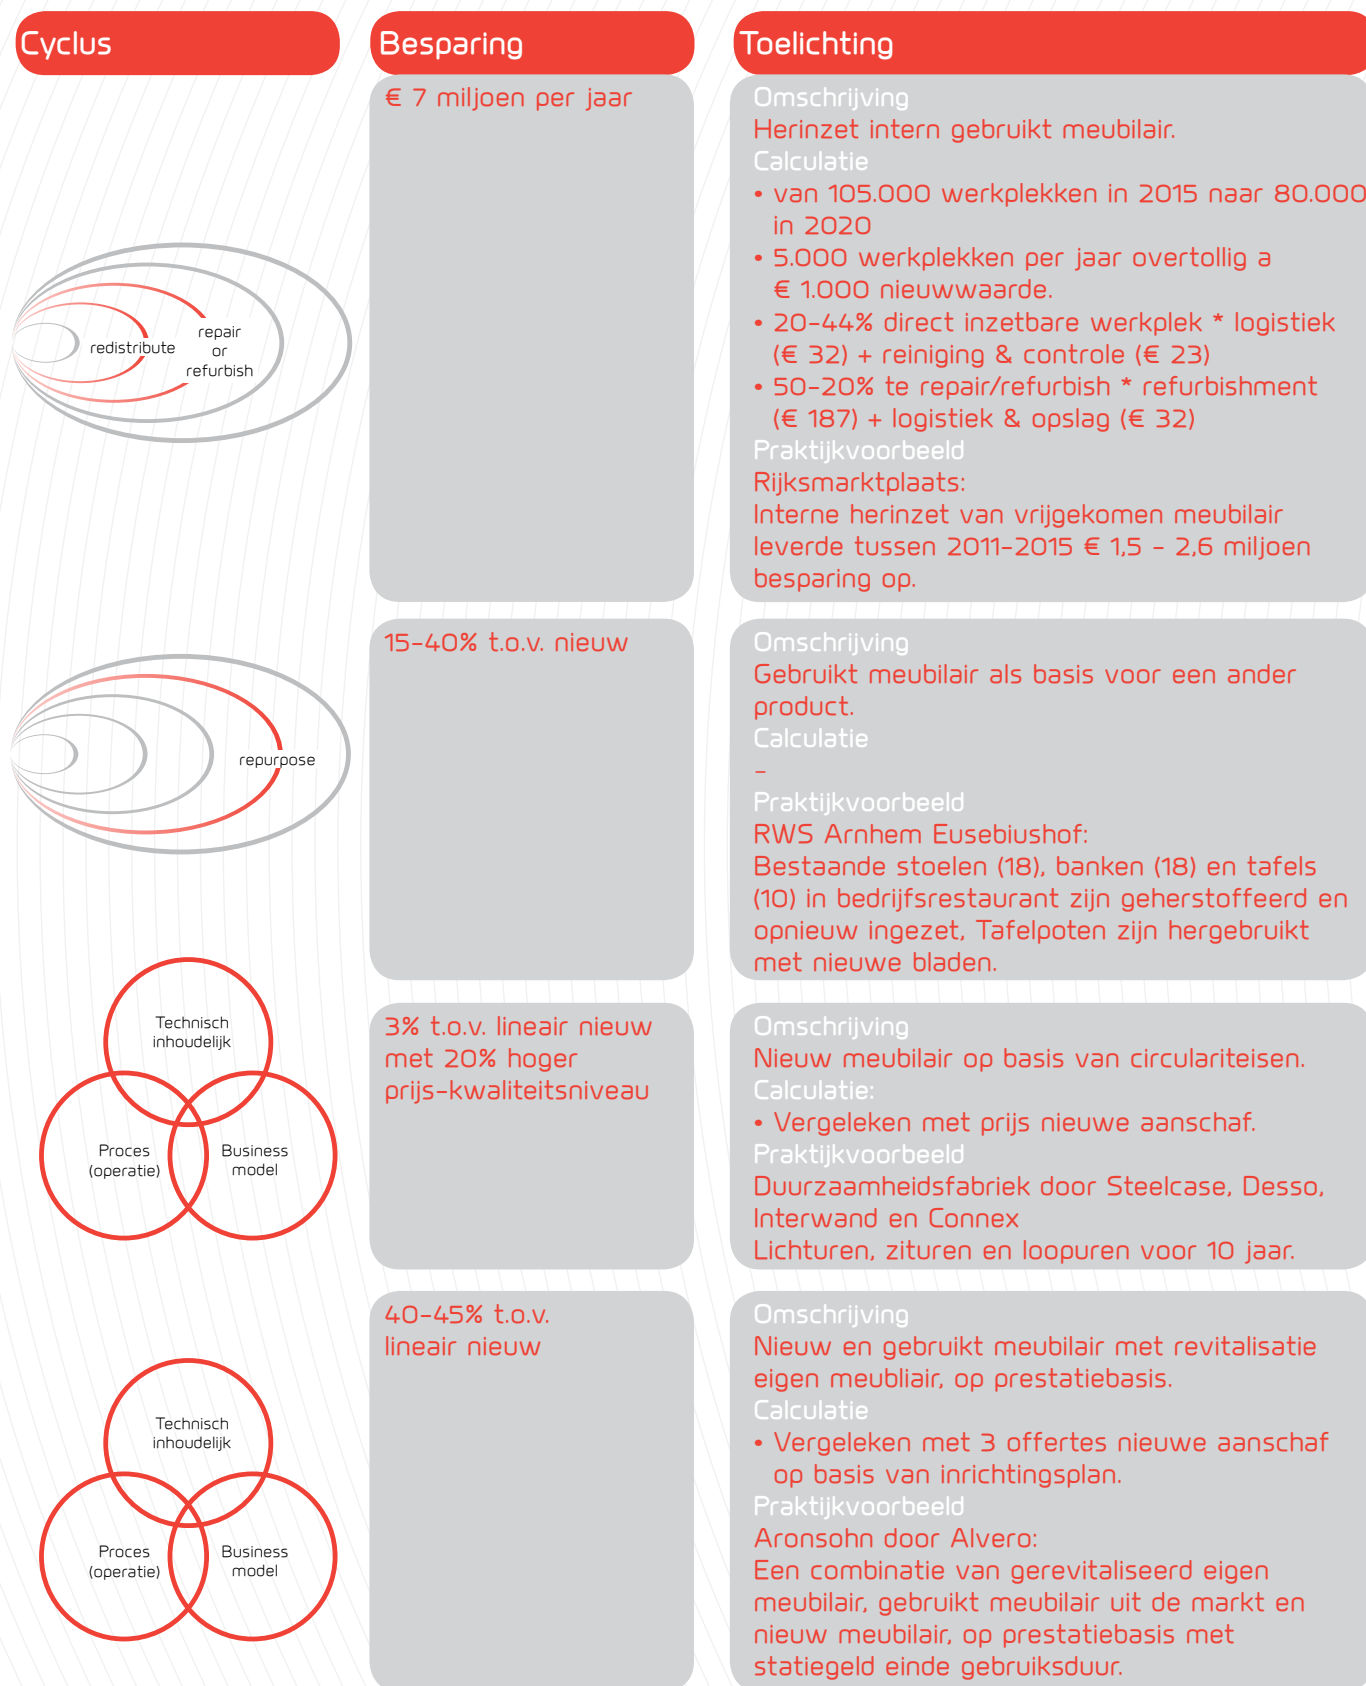 Cyclus
Besparing
Toelichting
redistribute
repair
or
refurbish
€ 7 miljoen per jaar
Omschrijving
Herinzet intern gebruikt meubilair.
Calculatie
• van 105.000 werkplekken in 2015 naar 80.000
in 2020
• 5.000 werkplekken per jaar overtollig a
€ 1.000 nieuwwaarde.
• 20-44% direct inzetbare werkplek * logistiek
(€ 32) + reiniging & controle (€ 23)
• 50-20% te repair/refurbish * refurbishment
(€ 187) + logistiek & opslag (€ 32)
Praktijkvoorbeeld
Rijksmarktplaats:
Interne herinzet van vrijgekomen meubilair
leverde tussen 2011-2015 € 1,5 - 2,6 miljoen
besparing op.
repurpose
15-40% t.o.v. nieuw
Omschrijving
Gebruikt meubilair als basis voor een ander
product.
Calculatie
-
Praktijkvoorbeeld
RWS Arnhem Eusebiushof:
Bestaande stoelen (18), banken (18) en tafels
(10) in bedrijfsrestaurant zijn geherstoffeerd en
opnieuw ingezet, Tafelpoten zijn hergebruikt
met nieuwe bladen.
Technisch
inhoudelijk
Proces
(operatie)
Business
model
3% t.o.v. lineair nieuw
met 20% hoger
prijs-kwaliteitsniveau
Omschrijving
Nieuw meubilair op basis van circulariteisen.
Calculatie:
• Vergeleken met prijs nieuwe aanschaf.
Praktijkvoorbeeld
Duurzaamheidsfabriek door Steelcase, Desso,
Interwand en Connex
Lichturen, zituren en loopuren voor 10 jaar.
Technisch
inhoudelijk
Proces
(operatie)
Business
model
40-45% t.o.v.
lineair nieuw
Omschrijving
Nieuw en gebruikt meubilair met revitalisatie
eigen meubliair, op prestatiebasis.
Calculatie
• Vergeleken met 3 offertes nieuwe aanschaf
op basis van inrichtingsplan.
Praktijkvoorbeeld
Aronsohn door Alvero:
Een combinatie van gerevitaliseerd eigen
meubilair, gebruikt meubilair uit de markt en
nieuw meubilair, op prestatiebasis met
statiegeld einde gebruiksduur.